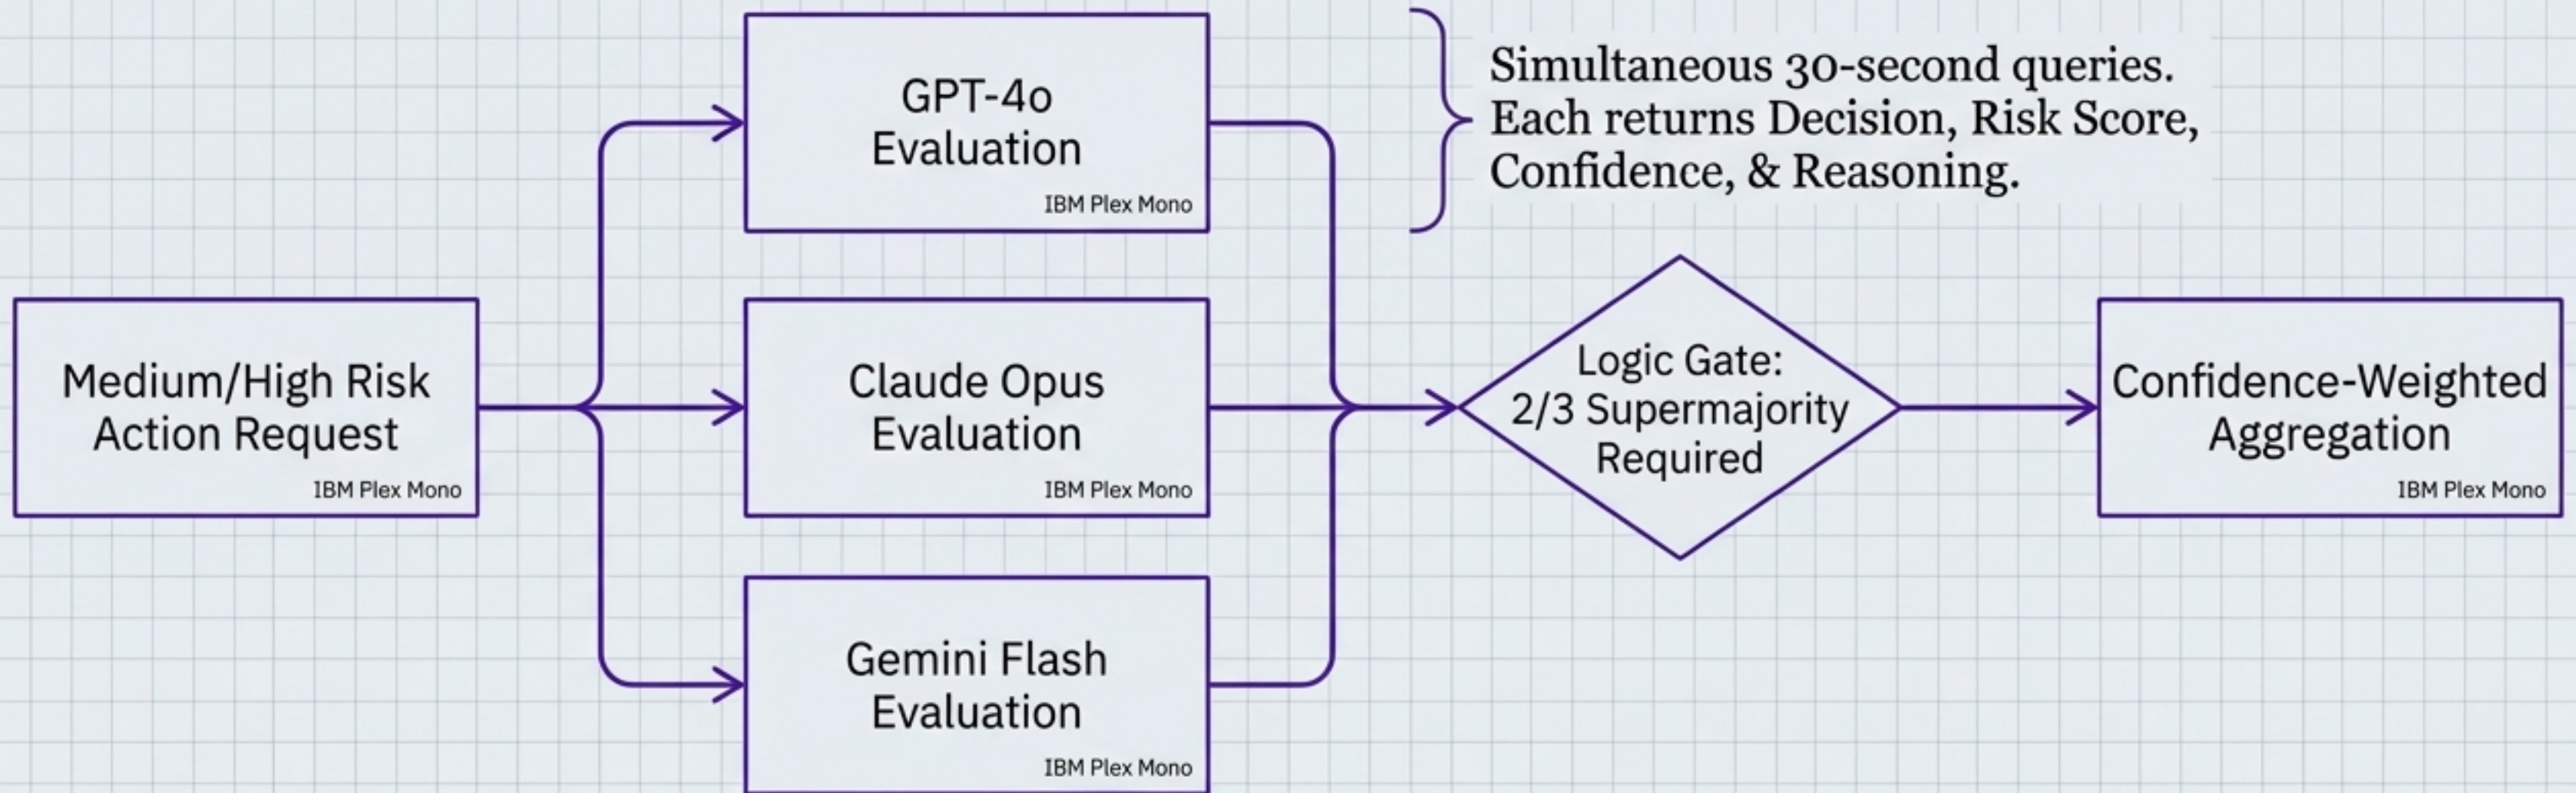 GPT-4o
Evaluation
IBM Plex Mono
Simultaneous 30-second queries.
Each returns Decision, Risk Score,
Confidence, & Reasoning.
Medium/High Risk
Action Request
IBM Plex Mono
Claude Opus
Evaluation
IBM Plex Mono
Logic Gate:
2/3 Supermajority
Required
Confidence-Weighted
Aggregation
IBM Plex Mono
Gemini Flash
Evaluation
IBM Plex Mono